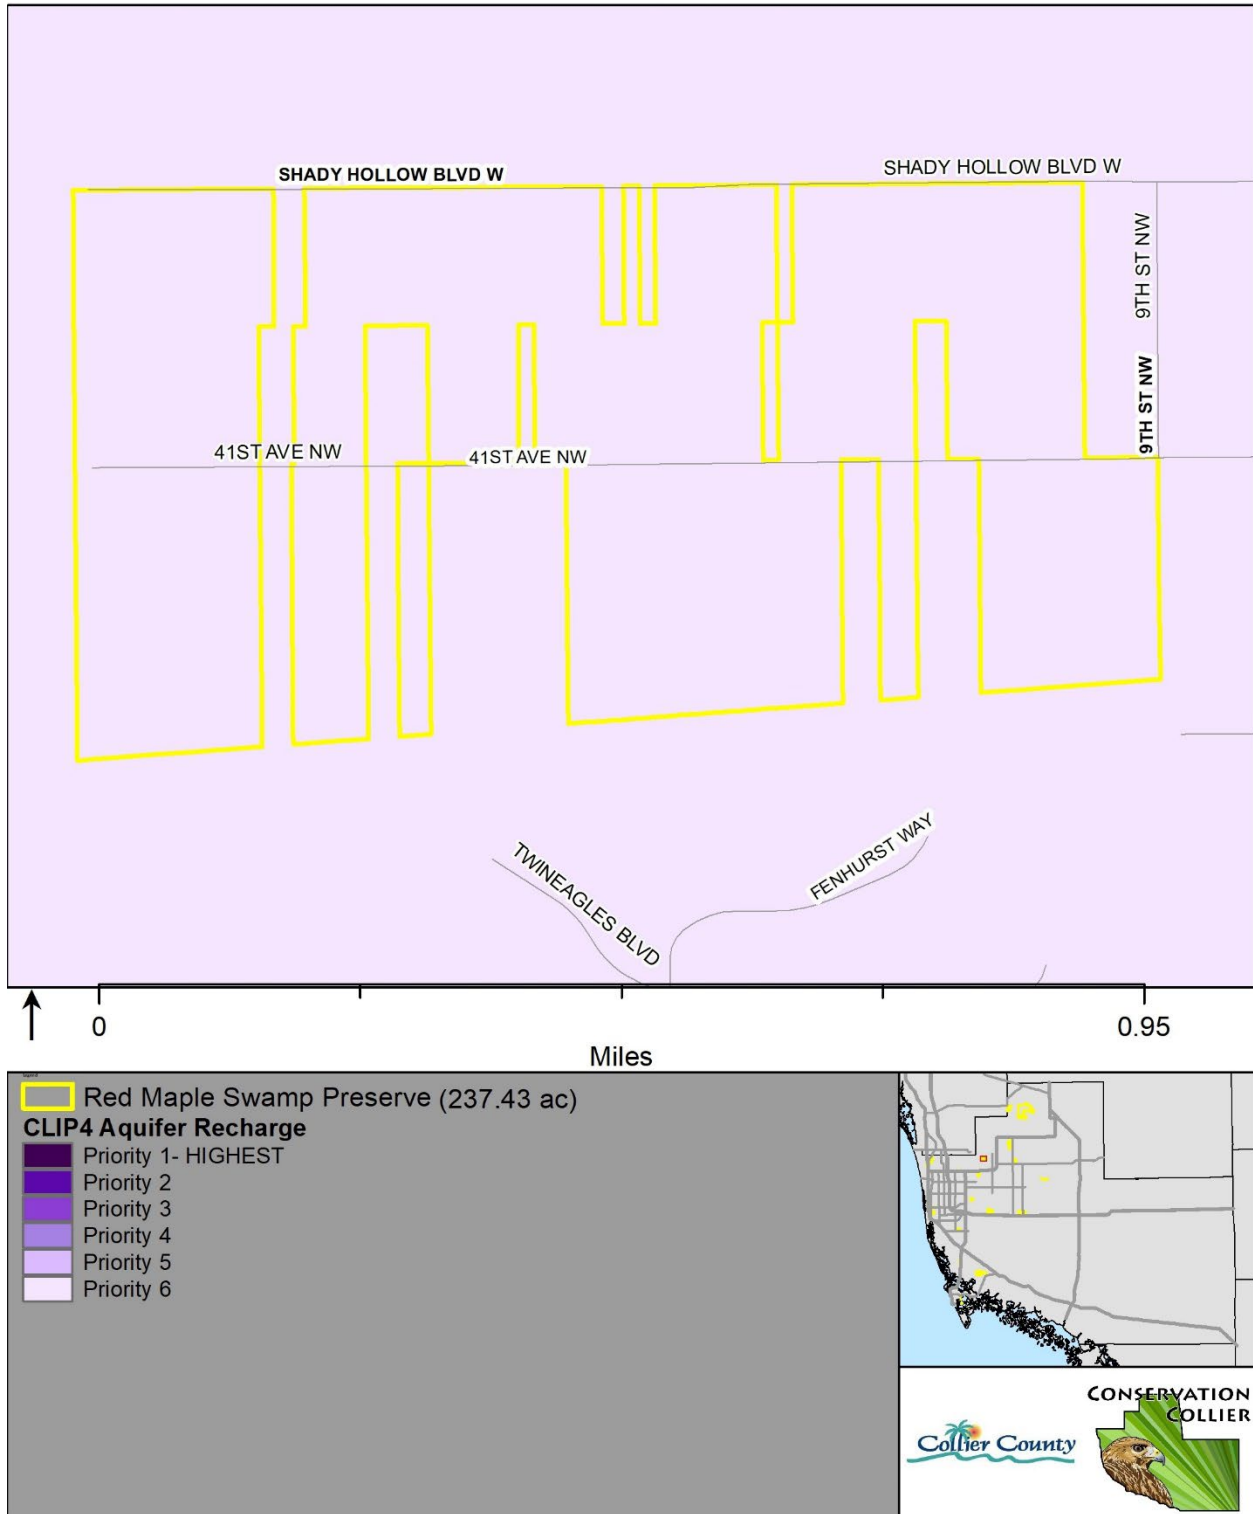 SHADY HOLLOW BLVD W
SHADY HOLLOW BLVD W
9TH ST NW
9TH ST NW
41ST AVE NW
41ST AVE NW
TWINEAGLES BLVD
FENHURST WAY
0
0.95
Miles
Red Maple Swamp Preserve (237.43 ac)
CLIP4 Aquifer Recharge
Priority 1- HIGHEST
Priority 2
Priority 3
Priority 4
Priority 5
Priority 6
CONSERVATION
COLLIER
Collier County